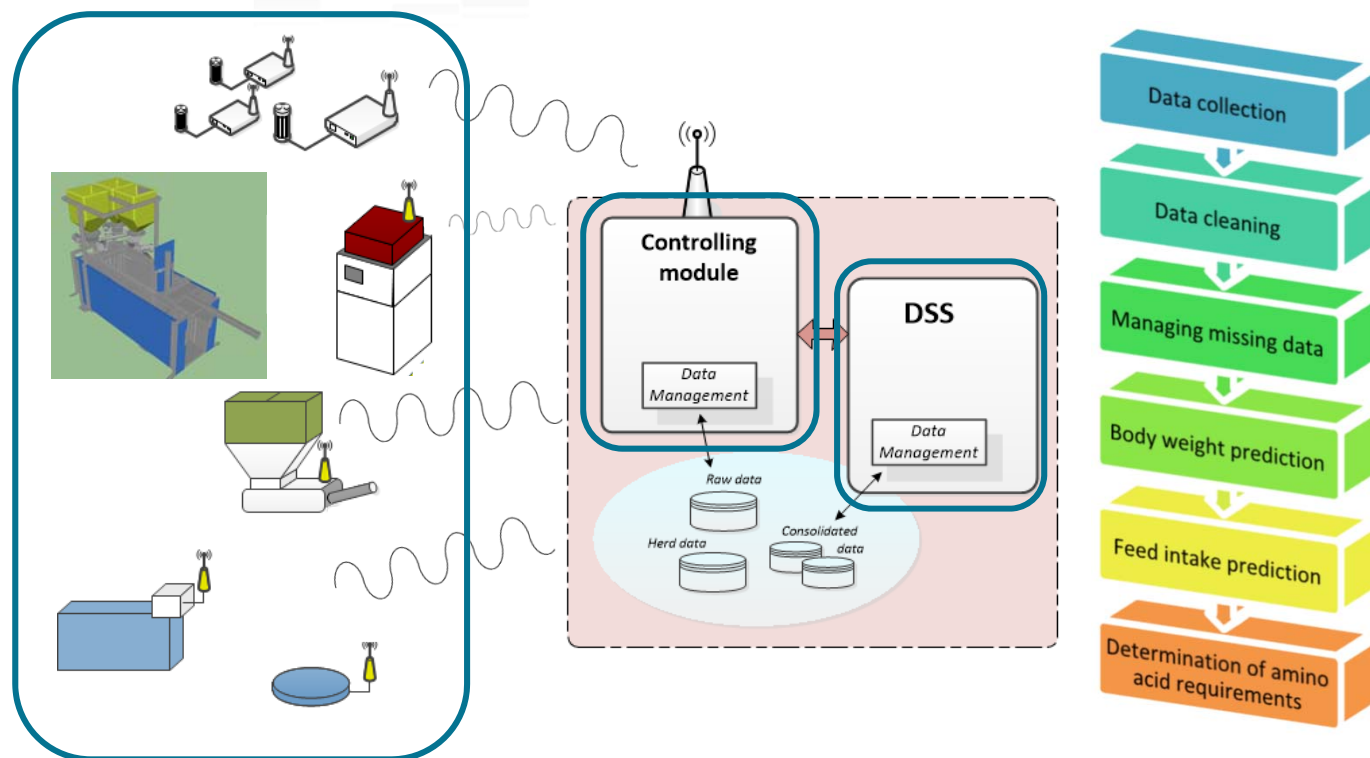 Controlling
module
Data
Management
DSS
Data
Management
Raw data
Herd data
Consolidated
data
Data collection
Data cleaning
Managing missing data
Body weight prediction
Feed intake prediction
Determination of amino
acid requirements